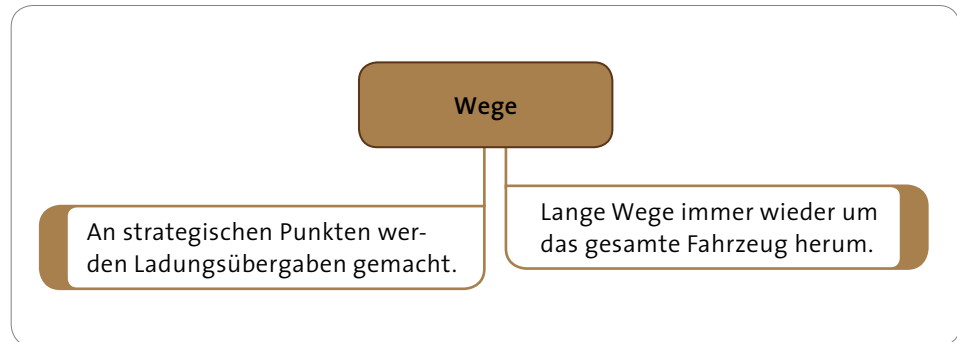 Wege
An strategischen Punkten wer-
den Ladungsübergaben gemacht.
Lange Wege immer wieder um
das gesamte Fahrzeug herum.